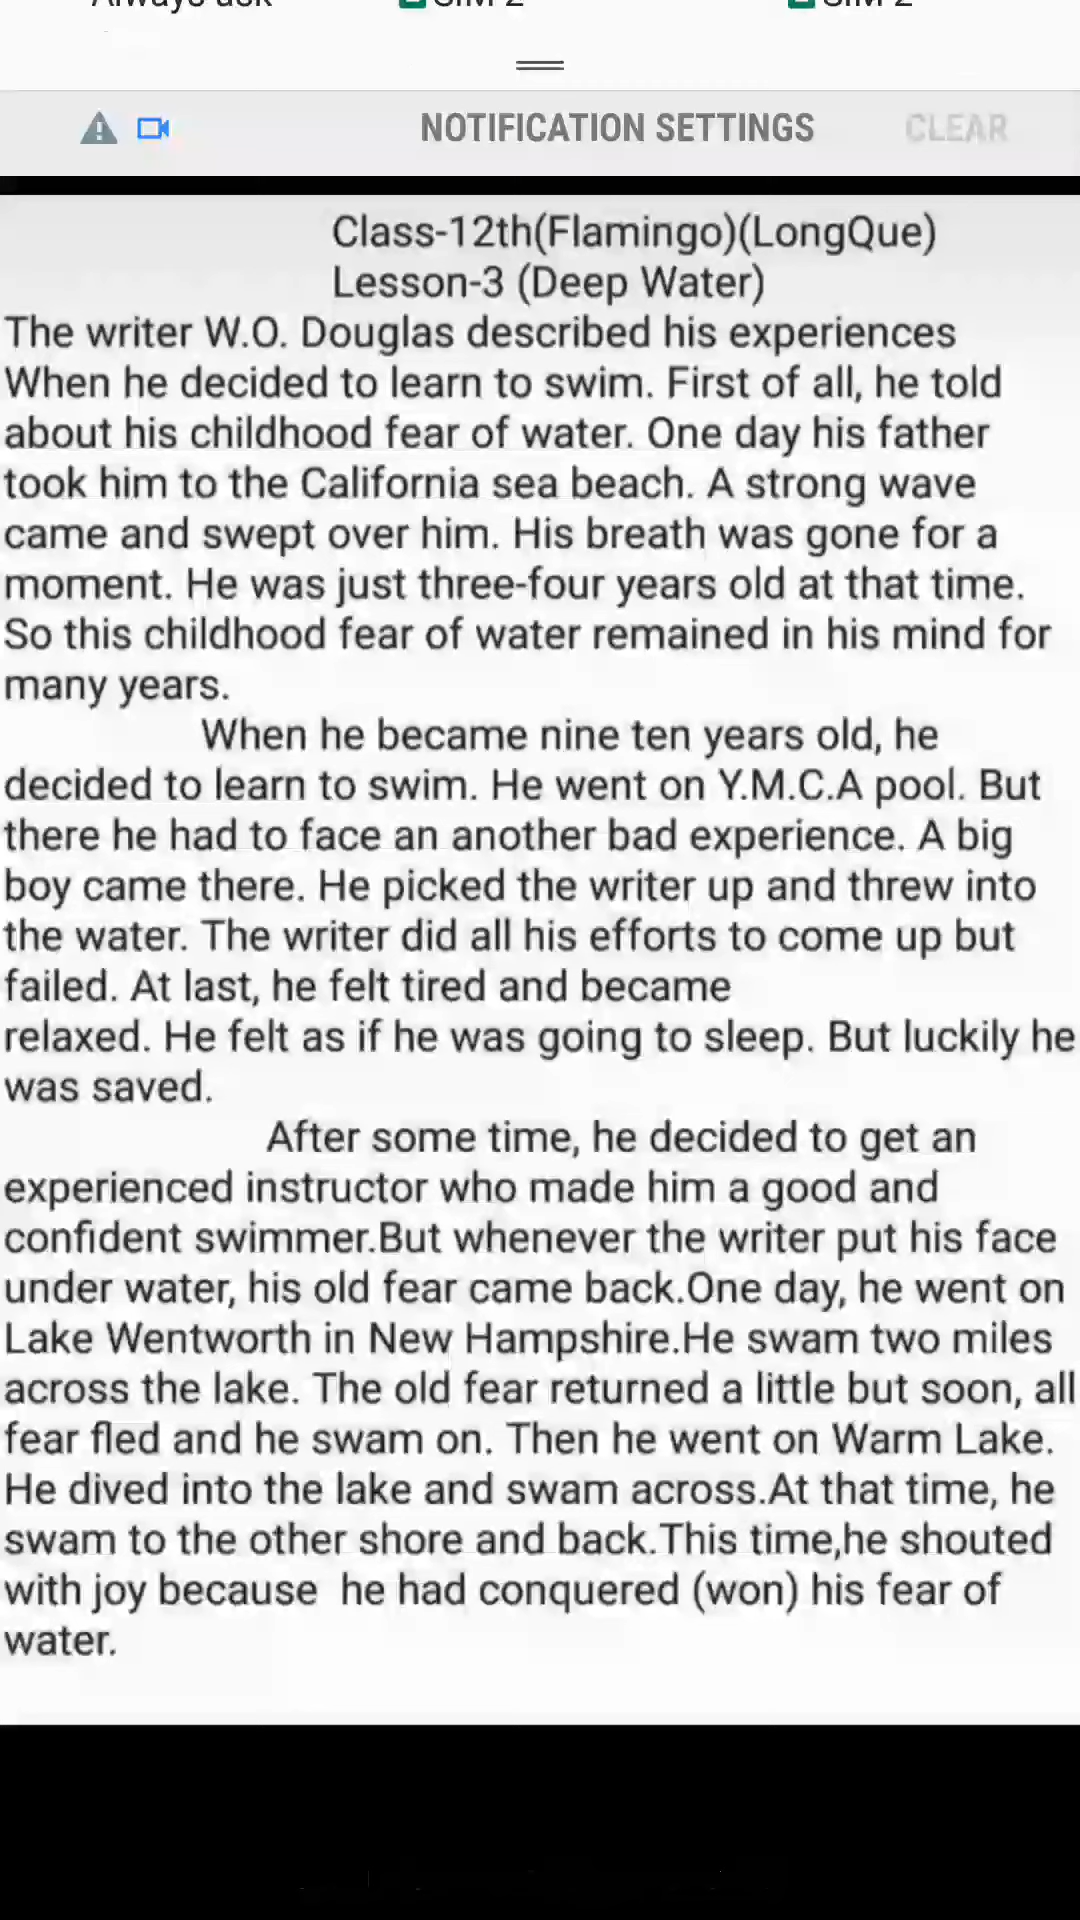 Always ask SIM 2 SIM 2
NOTIFICATION SETTINGS CLEAR
Class-12th(Flamingo)(LongQue)
Lesson-3 (Deep Water)
The writer W.O. Douglas described his experiences
When he decided to learn to swim. First of all, he told
about his childhood fear of water. One day his father
took him to the California sea beach. A strong wave
came and swept over him. His breath was gone for a
moment. He was just three-four years old at that time.
So this childhood fear of water remained in his mind for
many years.
When he became nine ten years old, he
decided to learn to swim. He went on Y.M.C.A pool. But
there he had to face an another bad experience. A big
boy came there. He picked the writer up and threw into
the water. The writer did all his efforts to come up but
failed. At last, he felt tired and became
relaxed. He felt as if he was going to sleep. But luckily he
was saved.
After some time, he decided to get an
experienced instructor who made him a good and
confident swimmer.But whenever the writer put his face
under water, his old fear came back.One day, he went on
Lake Wentworth in New Hampshire.He swam two miles
across the lake. The old fear returned a little but soon, all
fear fled and he swam on. Then he went on Warm Lake.
He dived into the lake and swam across.At that time, he
swam to the other shore and back.This time,he shouted
with joy because  he had conquered (won) his fear of
water.